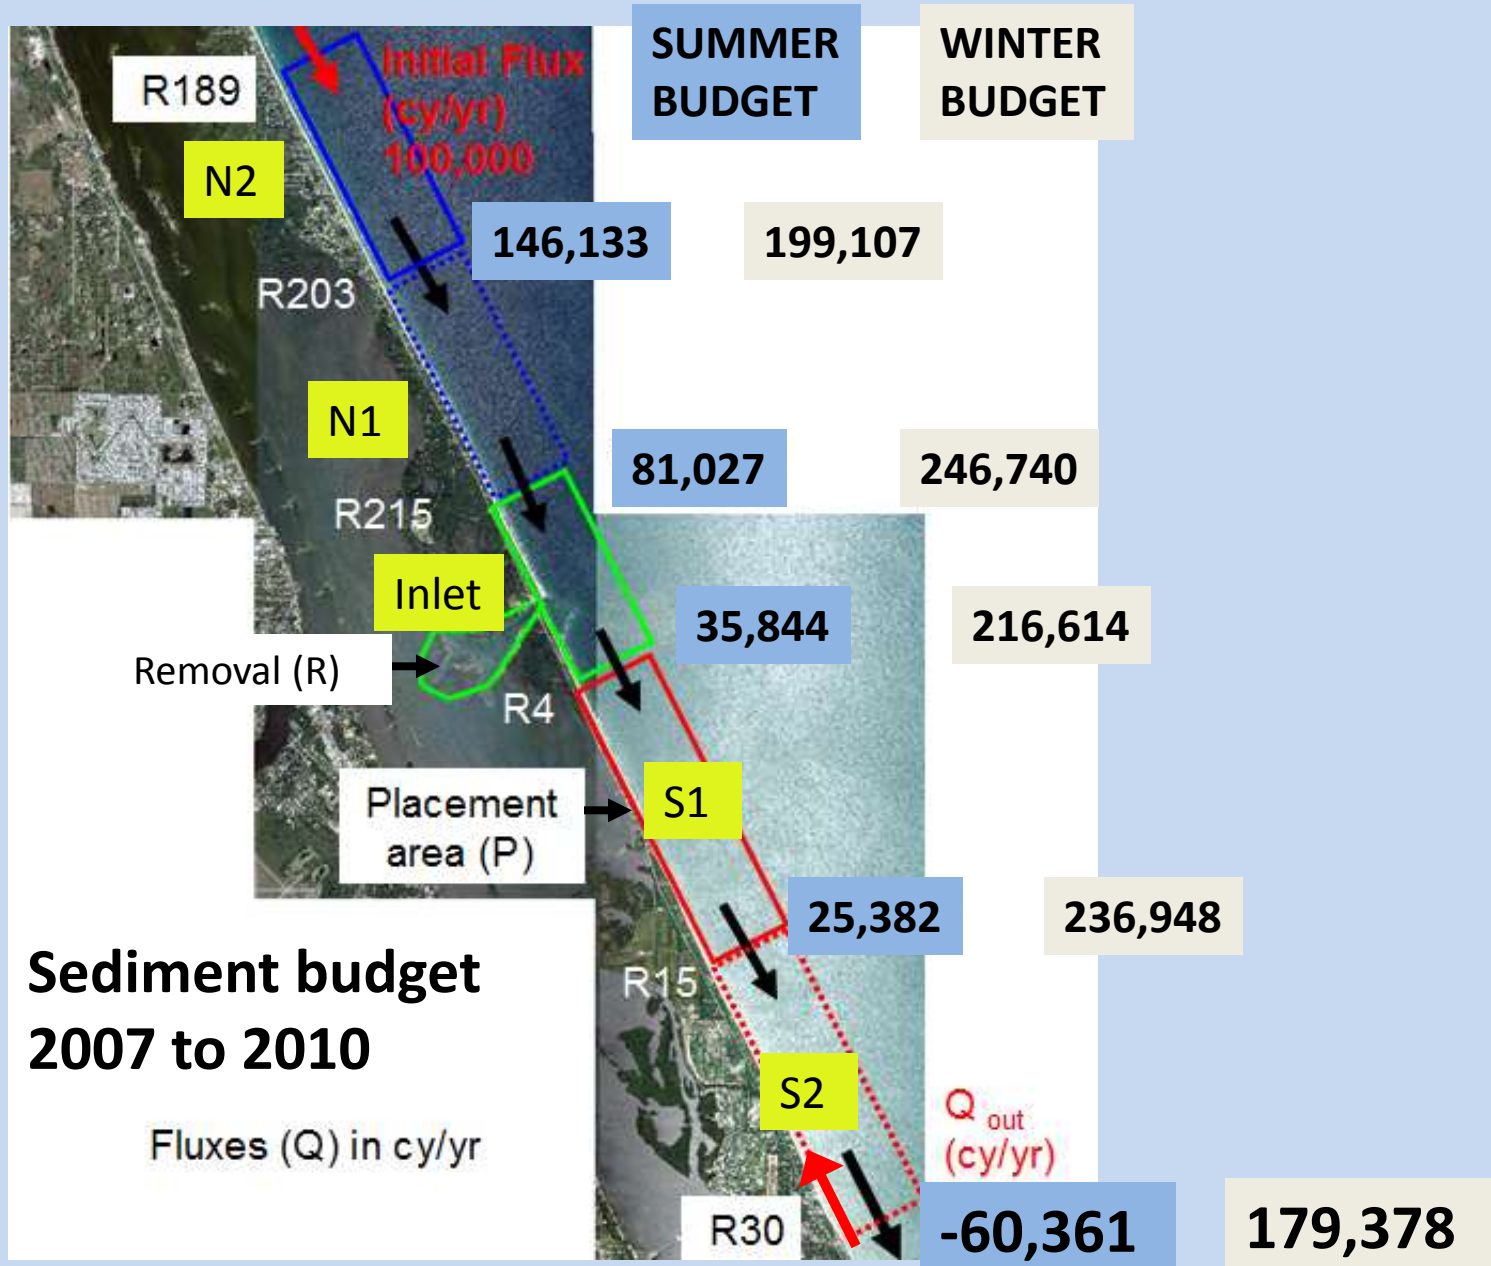 SUMMER
BUDGET
WINTER
BUDGET
Initial Flux
(cy/yr)
100,000
R189
N2
146,133
199,107
R203
N1
81,027
246,740
R215
Inlet
35,844
216,614
Removal (R)
R4
Placement
area (P)
S1
25,382
236,948
R15
Sediment budget
2007 to 2010
S2
Fluxes (Q) in cy/yr
Q out
(cy/yr)
R30
-60,361
179,378